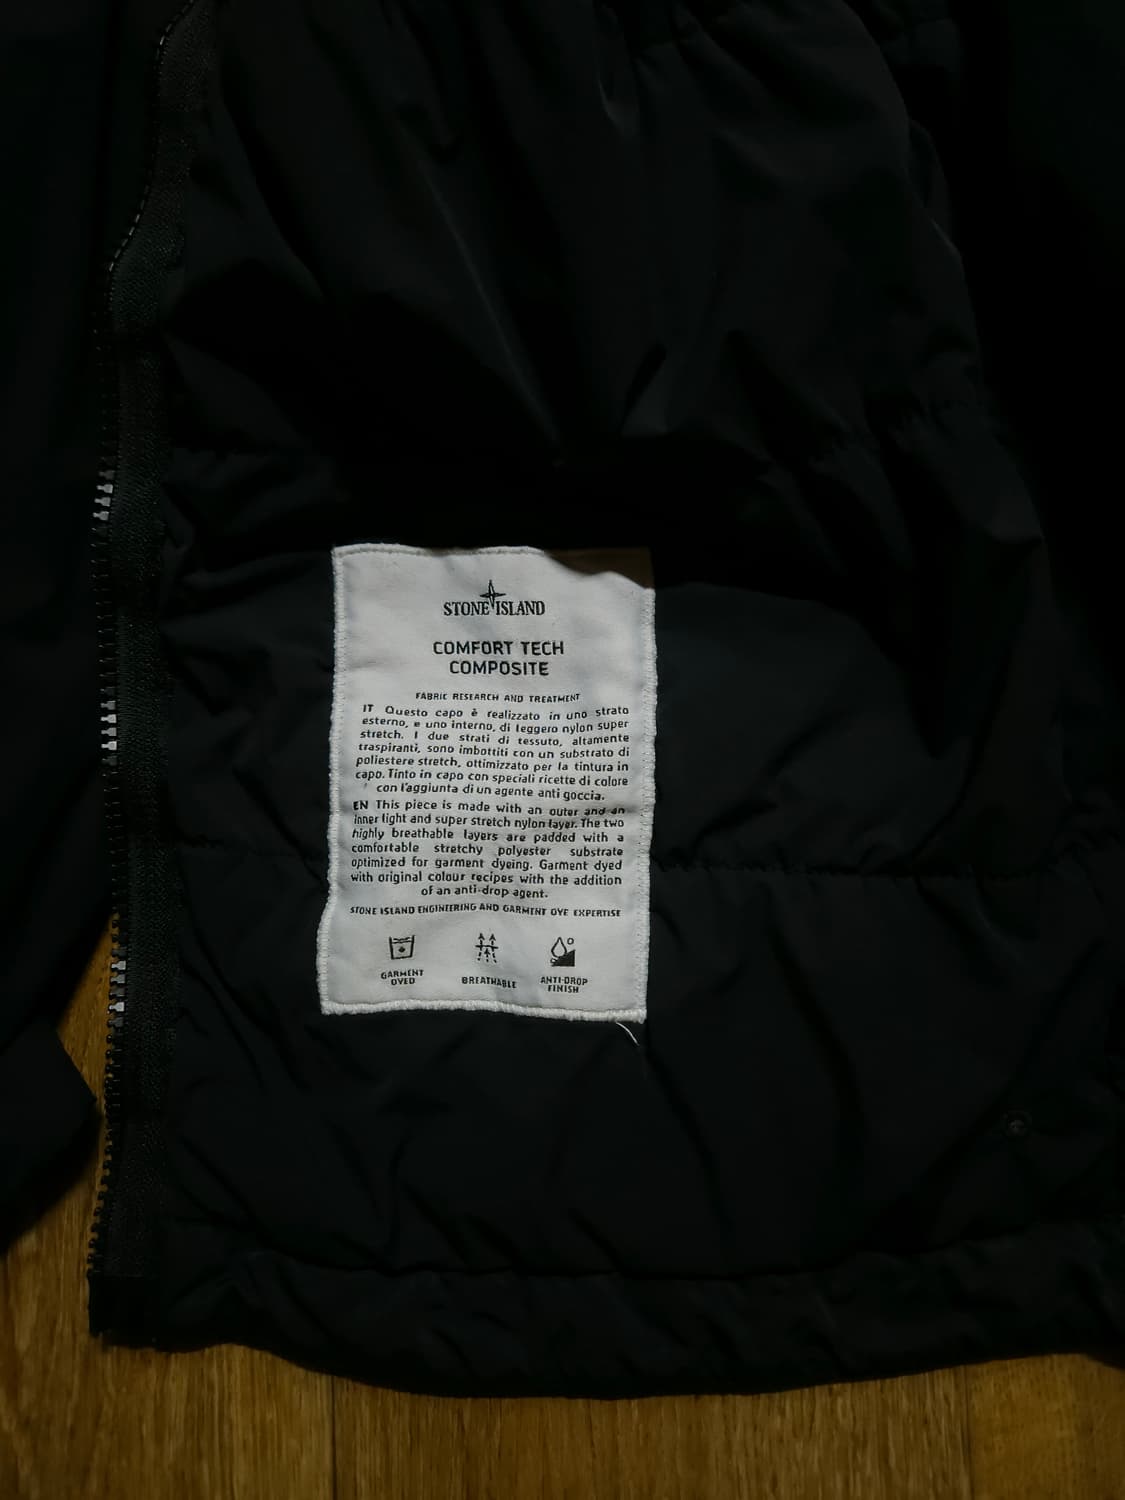 STONE ISLAND
COMFORT TECH
COMPOSITE
FABRIC RESEARCH AND TREATMENT
IT Questo capo è realizzato in uno strato
esterno, e uno interno, di leggero nylon super
stretch. I due strati di tessuto, altamente
traspiranti, sono imbottiti con un substrato di
poliestere stretch, ottimizzato per la tintura in
capo. Tinto in capo con speciali ricette di colore
con l'aggiunta di un agente anti goccia.
EN This piece is made with an outer and an
inner light and super stretch nylon layer. The two
highly breathable layers are padded with a
comfortable stretchy polyester substrate
optimized for garment dyeing. Garment dyed
with original colour recipes with the addition
of an anti-drop agent.
STONE ISLAND ENGINEERING AND GARMENT DYE EXPERTISE
GARMENT
DYED
BREATHABLE
ANTI-DROP
FINISH